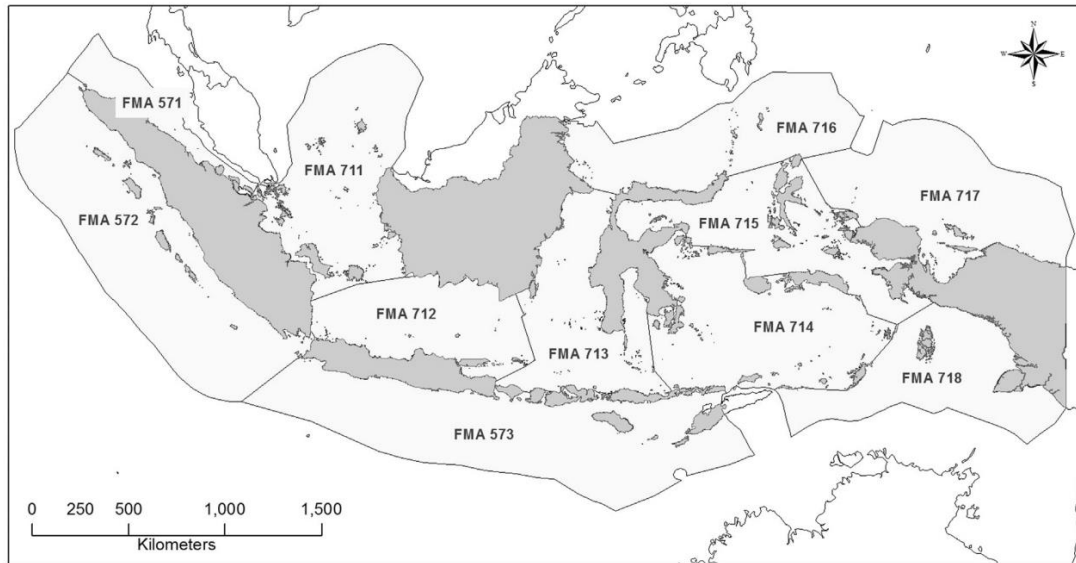 N
W E
S
FMA 571
FMA 716
FMA 711
FMA 717
FMA 572
FMA 715
FMA 712
FMA 714
FMA 713
FMA 718
FMA 573
0 250 500 1,000 1,500
Kilometers